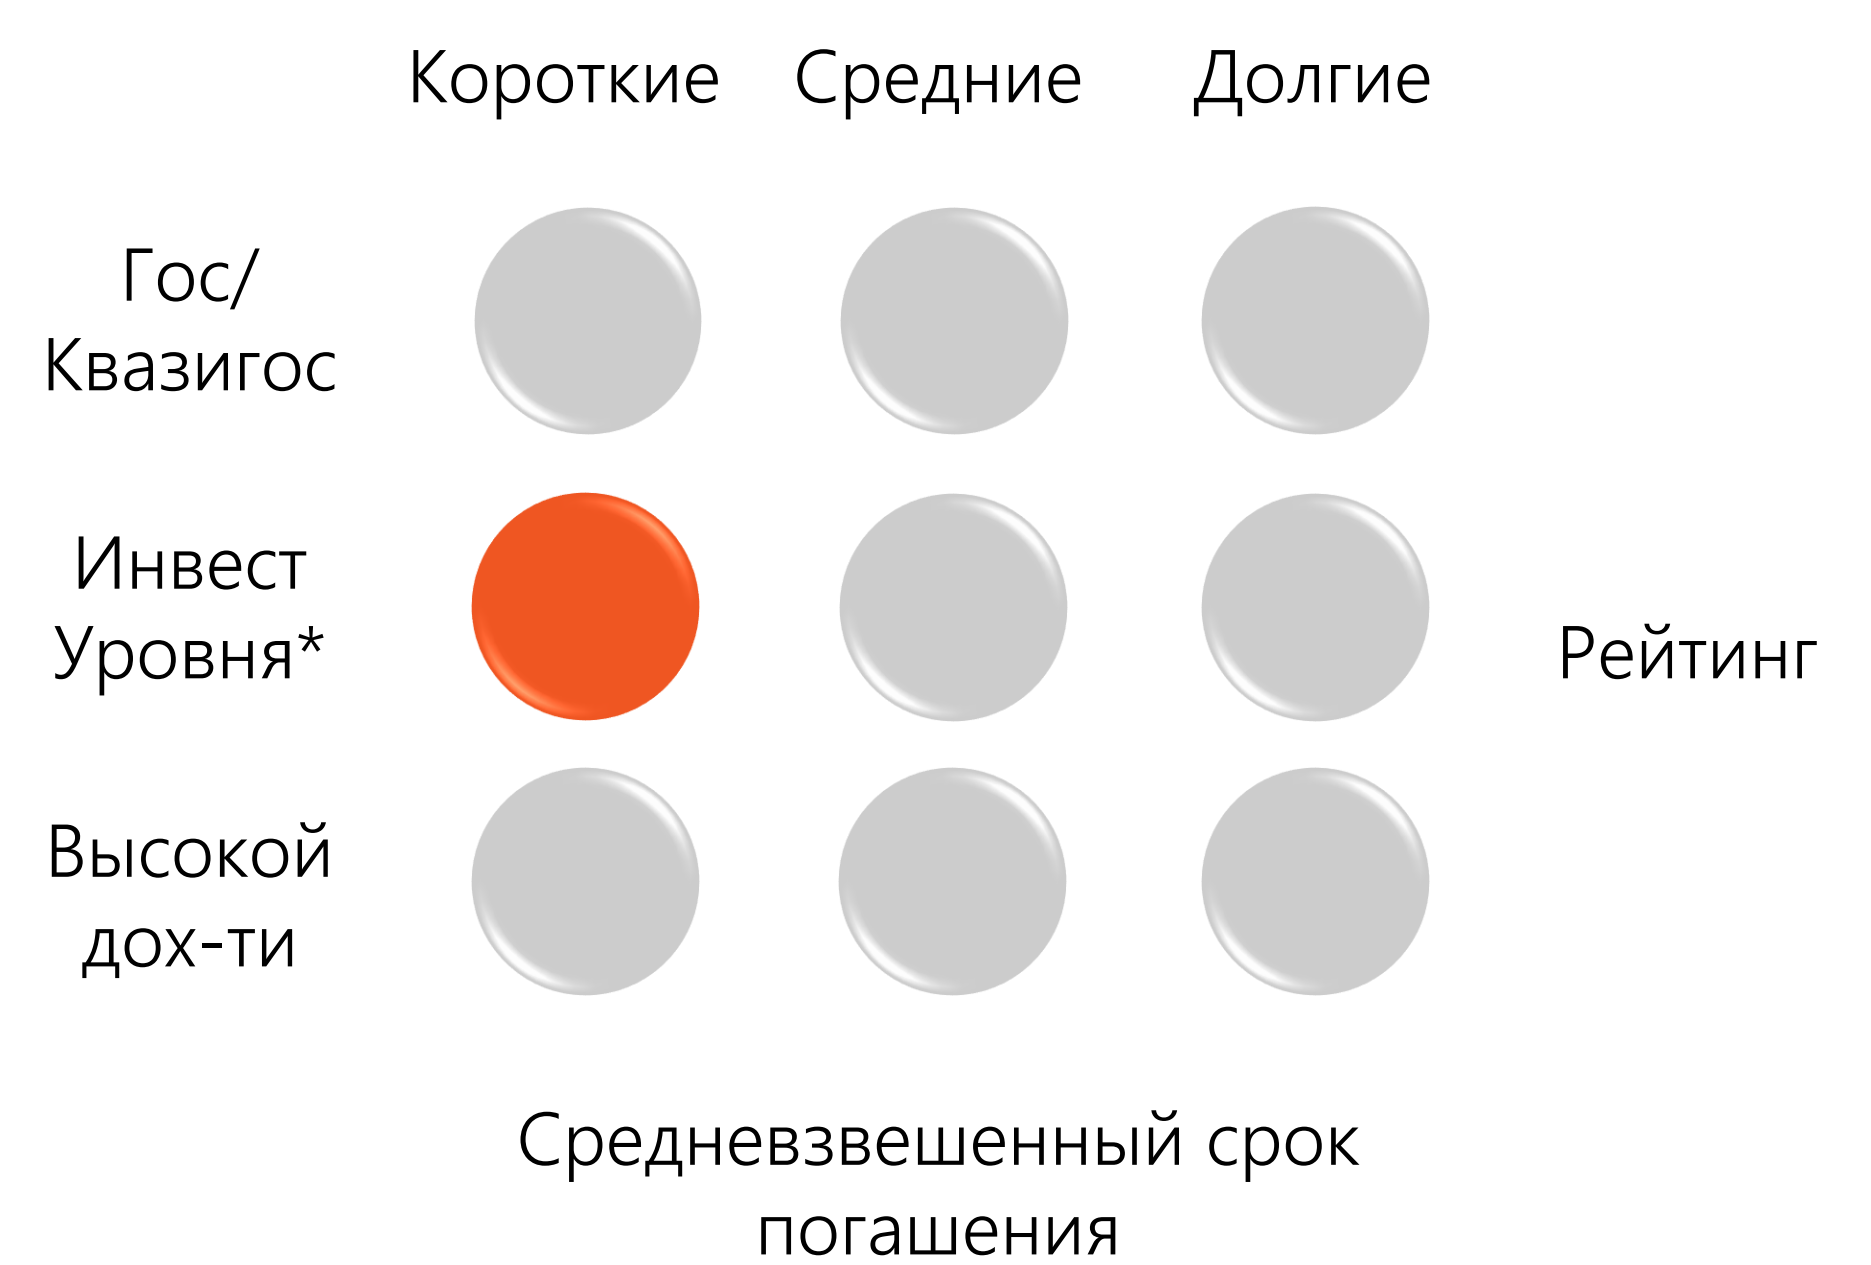 Короткие Средние Долгие
Гос/
Квазигос
Инвест
Уровня*
Рейтинг
Высокой
дох-ти
Средневзвешенный срок
погашения